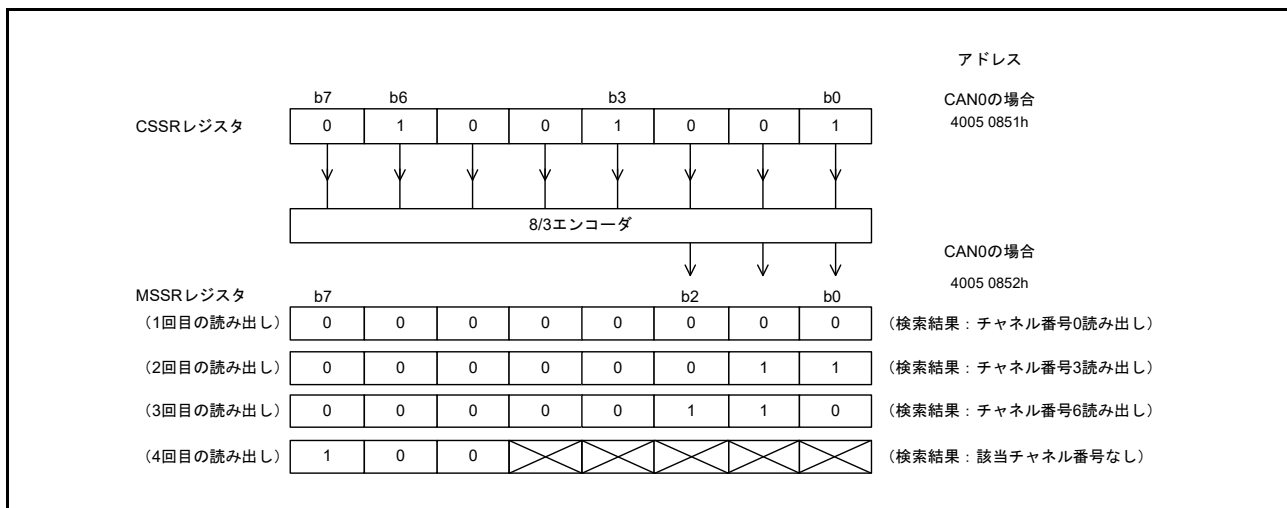 アドレス
b7 b6 b3 b0 CAN0の場合
CSSRレジスタ 0 1 0 0 1 0 0 1 4005 0851h
8/3エンコーダ
CAN0の場合
4005 0852h
MSSRレジスタ b7 b2 b0
（1回目の読み出し） 0 0 0 0 0 0 0 0 （検索結果：チャネル番号0読み出し）
（2回目の読み出し） 0 0 0 0 0 0 1 1 （検索結果：チャネル番号3読み出し）
（3回目の読み出し） 0 0 0 0 0 1 1 0 （検索結果：チャネル番号6読み出し）
（4回目の読み出し） 1 0 0 （検索結果：該当チャネル番号なし）